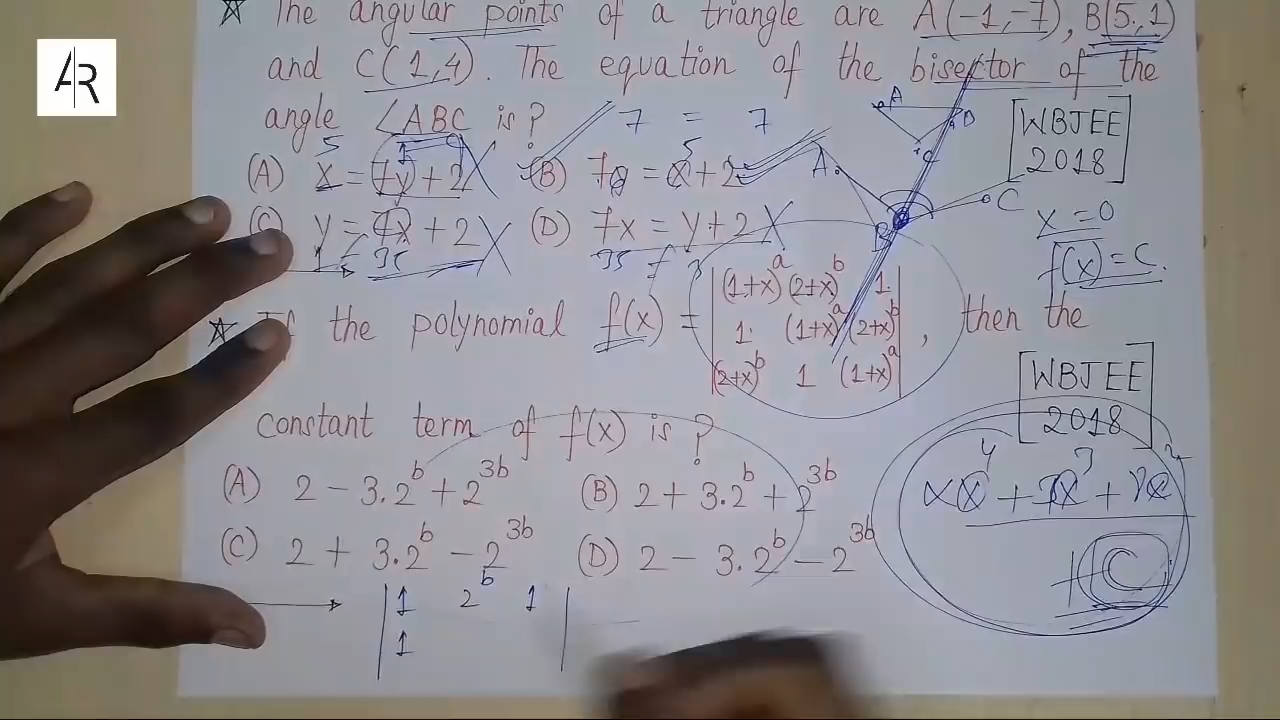 AR
☆ The angular points of a triangle are A(-1,-7), B(5,1)
and C(1,4). The equation of the bisector of the
angle ∠ABC is?
7 = 7
(A) x = 7y + 2 (B) 7y = x + 2
(C) y = 7x + 2 (D) 7x = y + 2
A B C
[WBJEE 2018]
x = 0
f(x) = C.
☆ If the polynomial f(x) = | (1+x)^a (2+x)^b 1 |
| 1 (1+x)^a (2+x)^b |
| (2+x)^b 1 (1+x)^a | , then the
[WBJEE 2018]
constant term of f(x) is?
(A) 2 - 3.2^b + 2^3b (B) 2 + 3.2^b + 2^3b
(C) 2 + 3.2^b - 2^3b (D) 2 - 3.2^b - 2^3b
+ C
| 1 2^b 1 |
1